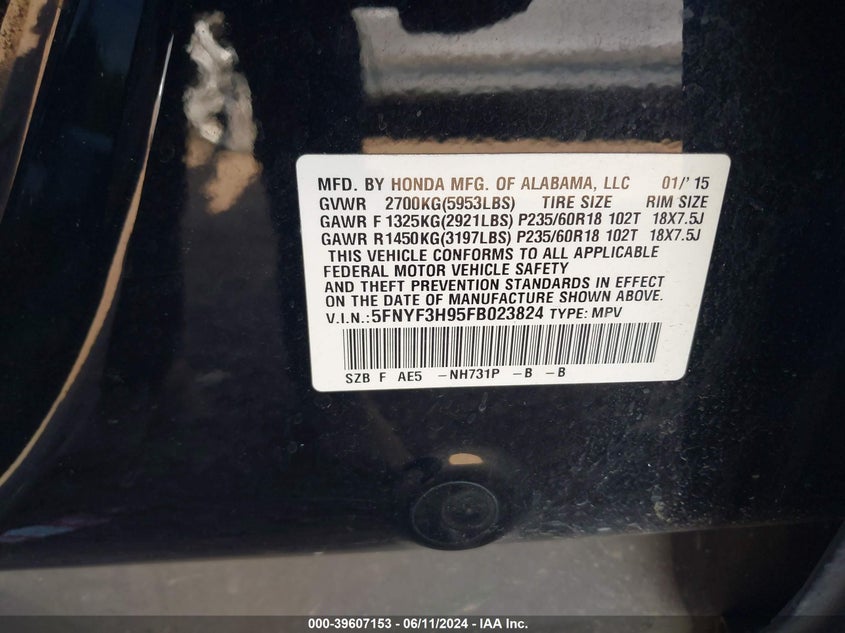 MFD. BY HONDA MFG. OF ALABAMA, LLC 01/' 15
GVWR 2700KG(5953LBS) TIRE SIZE RIM SIZE
GAWR F 1325KG(2921LBS) P235/60R18 102T 18X7.5J
GAWR R1450KG(3197LBS) P235/60R18 102T 18X7.5J
THIS VEHICLE CONFORMS TO ALL APPLICABLE
FEDERAL MOTOR VEHICLE SAFETY
AND THEFT PREVENTION STANDARDS IN EFFECT
ON THE DATE OF MANUFACTURE SHOWN ABOVE.
V.I.N.:5FNYF3H95FB023824 TYPE: MPV
SZB F AE5 -NH731P -B -B
000-39607153 - 06/11/2024 - IAA Inc.